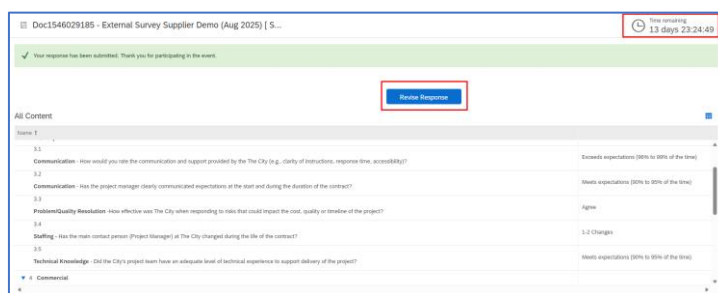 Doc1546029185 - External Survey Supplier Demo (Aug 2025) [ S...
Time remaining
13 days 23:24:49
Your response has been submitted. Thank you for participating in the event.
Revise Response
All Content
Name ↑
3.1
Communication - How would you rate the communication and support provided by the The City (e.g., clarity of instructions, response time, accessibility)?
Exceeds expectations (96% to 99% of the time)
3.2
Communication - Has the project manager clearly communicated expectations at the start and during the duration of the contract?
Meets expectations (90% to 95% of the time)
3.3
Problem/Quality Resolution -How effective was The City when responding to risks that could impact the cost, quality or timeline of the project?
Agree
3.4
Staffing - Has the main contact person (Project Manager) at The City changed during the life of the contract?
1-2 Changes
3.5
Technical Knowledge - Did the City's project team have an adequate level of technical experience to support delivery of the project?
Meets expectations (90% to 95% of the time)
▼ 4 Commercial